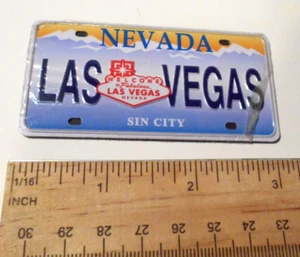 NEVADA
LAS VEGAS
WELCOME
TO Fabulous
LAS VEGAS
NEVADA
SIN CITY
1/16
INCH
1 2 3
30 29 28 27 26 25 24 23 22